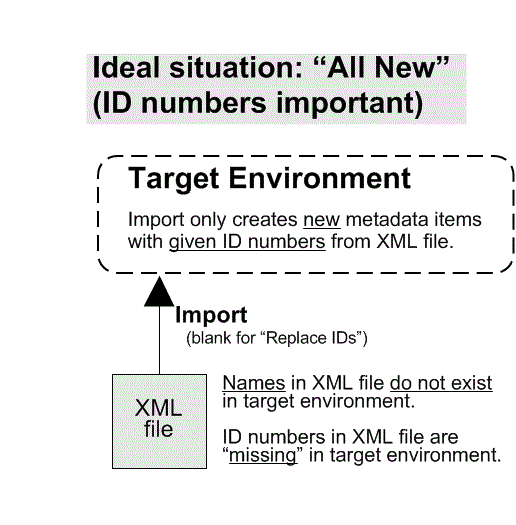 Ideal situation: “All New”
(ID numbers important)
Target Environment
Import only creates new metadata items
with given ID numbers from XML file.
Import
(blank for “Replace IDs”)
XML
file
Names in XML file do not exist
in target environment.
ID numbers in XML file are
“missing” in target environment.